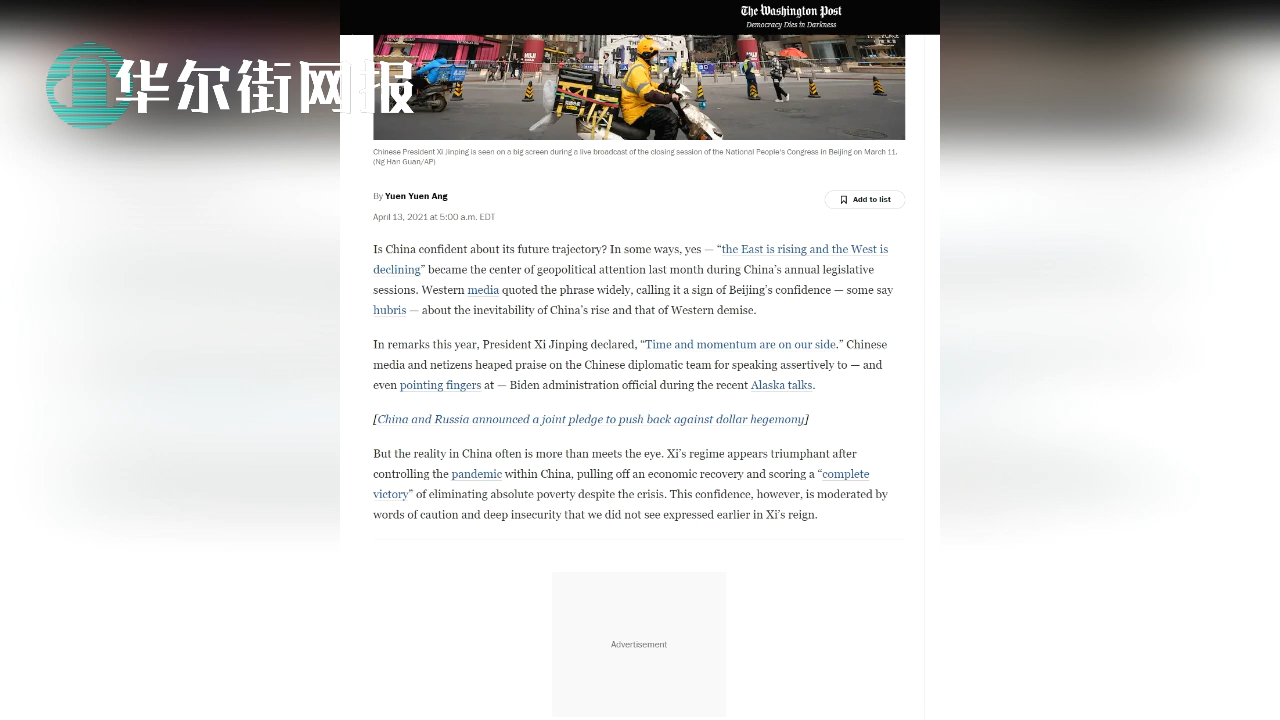 The Washington Post
Democracy Dies in Darkness
华尔街网报
Chinese President Xi Jinping is seen on a big screen during a live broadcast of the closing session of the National People's Congress in Beijing on March 11.
(Ng Han Guan/AP)
By Yuen Yuen Ang
Add to list
April 13, 2021 at 5:00 a.m. EDT
Is China confident about its future trajectory? In some ways, yes — “the East is rising and the West is
declining” became the center of geopolitical attention last month during China’s annual legislative
sessions. Western media quoted the phrase widely, calling it a sign of Beijing’s confidence — some say
hubris — about the inevitability of China’s rise and that of Western demise.
In remarks this year, President Xi Jinping declared, “Time and momentum are on our side.” Chinese
media and netizens heaped praise on the Chinese diplomatic team for speaking assertively to — and
even pointing fingers at — Biden administration official during the recent Alaska talks.
[China and Russia announced a joint pledge to push back against dollar hegemony]
But the reality in China often is more than meets the eye. Xi’s regime appears triumphant after
controlling the pandemic within China, pulling off an economic recovery and scoring a “complete
victory” of eliminating absolute poverty despite the crisis. This confidence, however, is moderated by
words of caution and deep insecurity that we did not see expressed earlier in Xi’s reign.
Advertisement